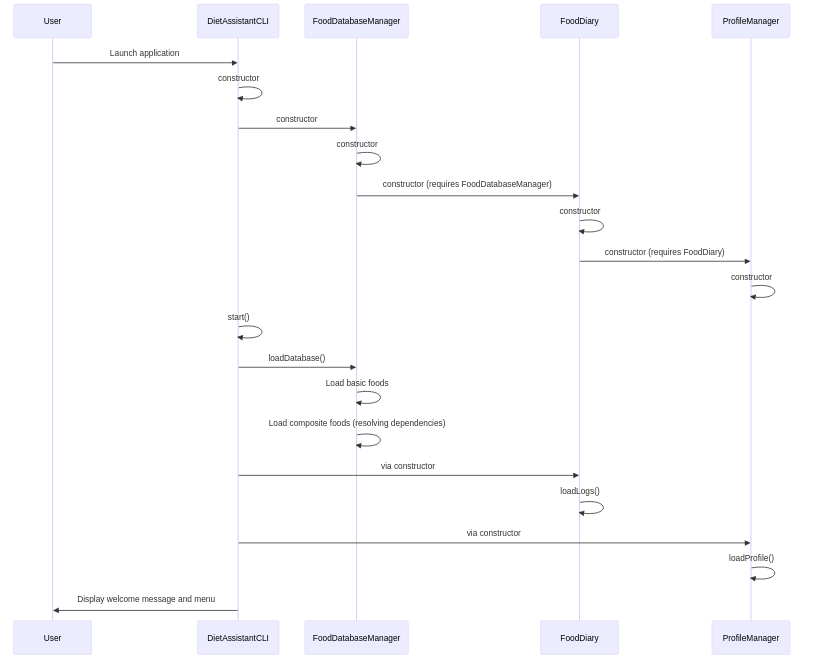 User
DietAssistantCLI
FoodDatabaseManager
FoodDiary
ProfileManager
Launch application
constructor
constructor
constructor
constructor (requires FoodDatabaseManager)
constructor
constructor (requires FoodDiary)
constructor
start()
loadDatabase()
Load basic foods
Load composite foods (resolving dependencies)
via constructor
loadLogs()
via constructor
loadProfile()
Display welcome message and menu
User
DietAssistantCLI
FoodDatabaseManager
FoodDiary
ProfileManager